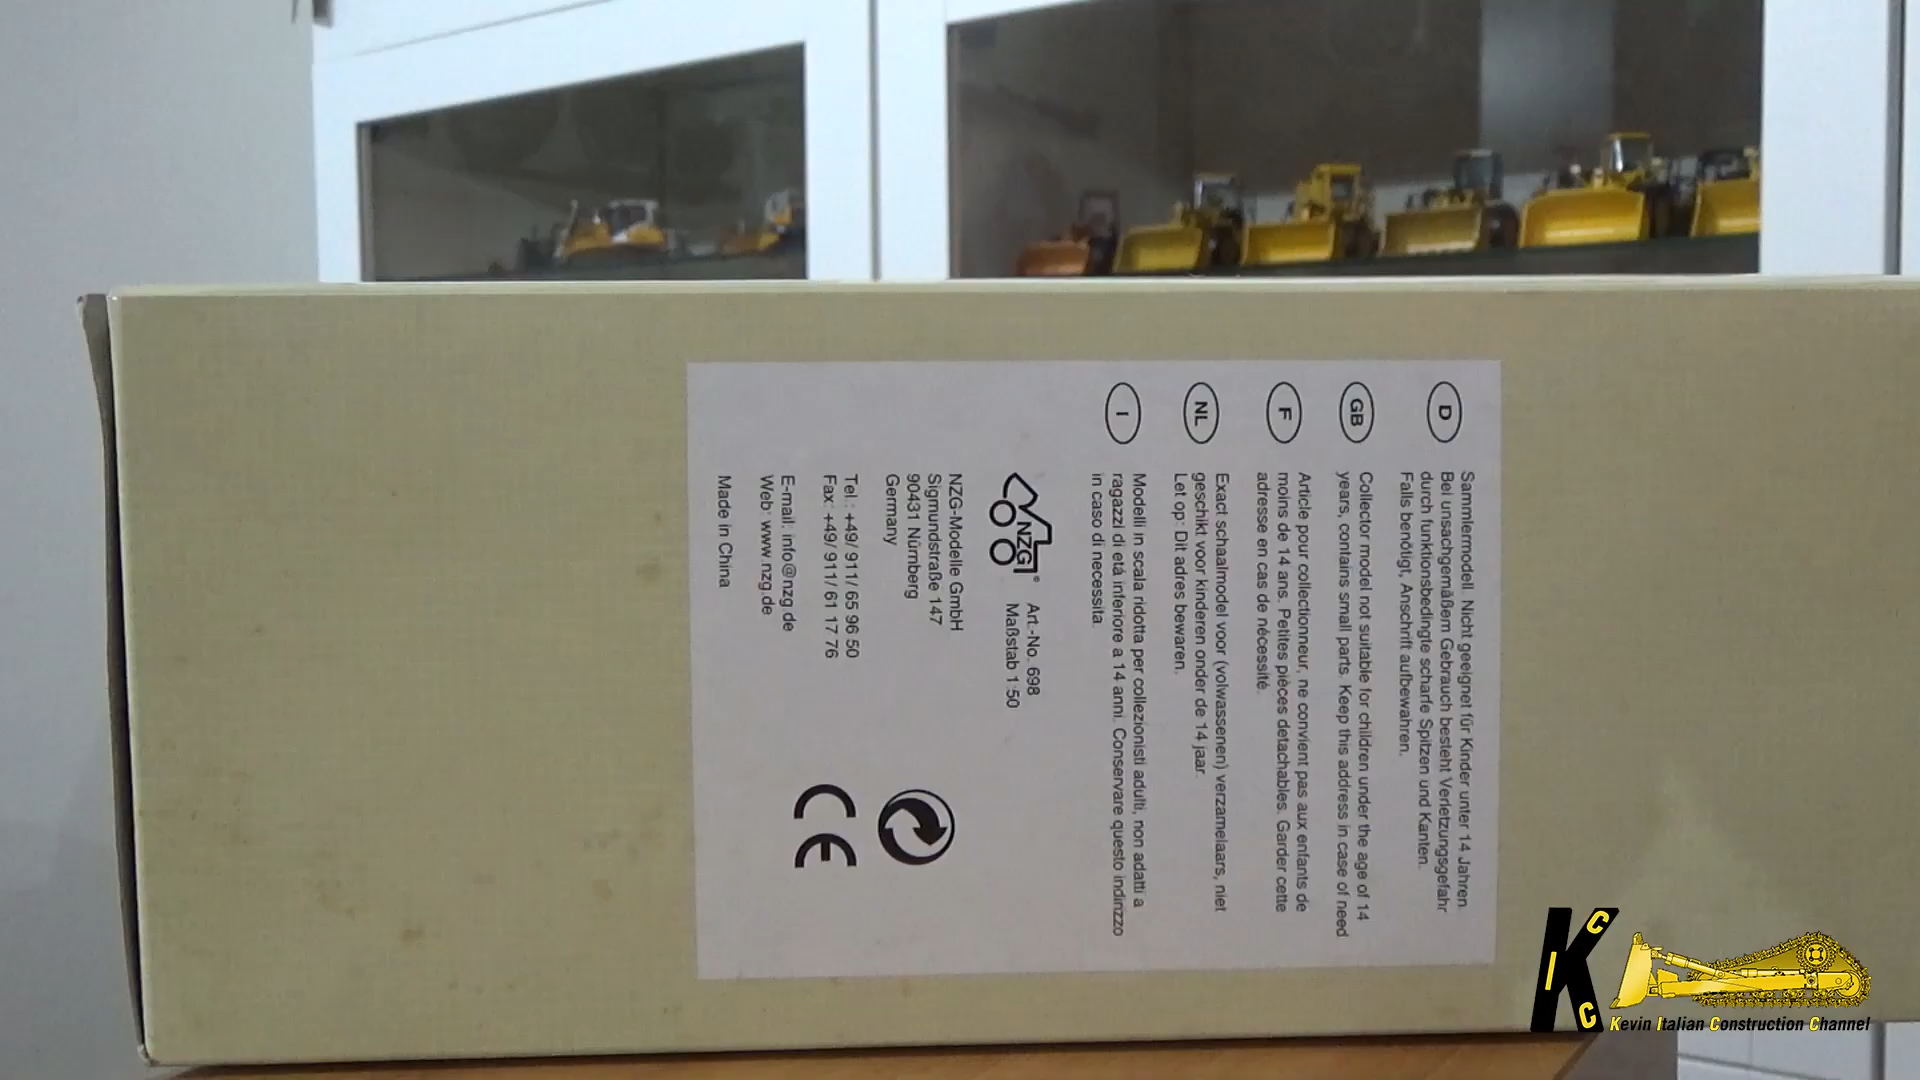 D
Sammlermodell. Nicht geeignet für Kinder unter 14 Jahren.
Bei unsachgemäßem Gebrauch besteht Verletzungsgefahr
durch funktionsbedingte scharfe Spitzen und Kanten.
Falls benötigt, Anschrift aufbewahren.
GB
Collector model not suitable for children under the age of 14
years, contains small parts. Keep this address in case of need
F
Article pour collectionneur, ne convient pas aux enfants de
moins de 14 ans. Petites pièces détachables. Garder cette
adresse en cas de nécessité.
NL
Exact schaalmodel voor (volwassenen) verzamelaars, niet
geschikt voor kinderen onder de 14 jaar.
Let op: Dit adres bewaren.
I
Modelli in scala ridotta per collezionisti adulti, non adatti a
ragazzi di etá inferiore a 14 anni. Conservare questo indirizzo
in caso di necessita.
NZG® Art.-No. 698
Maßstab 1:50
NZG-Modelle GmbH
Sigmundstraße 147
90431 Nürnberg
Germany
Tel.: +49/ 911/ 65 96 50
Fax: +49/ 911/ 61 17 76
E-mail: info@nzg.de
Web: www.nzg.de
Made in China
CE
KICC
Kevin Italian Construction Channel